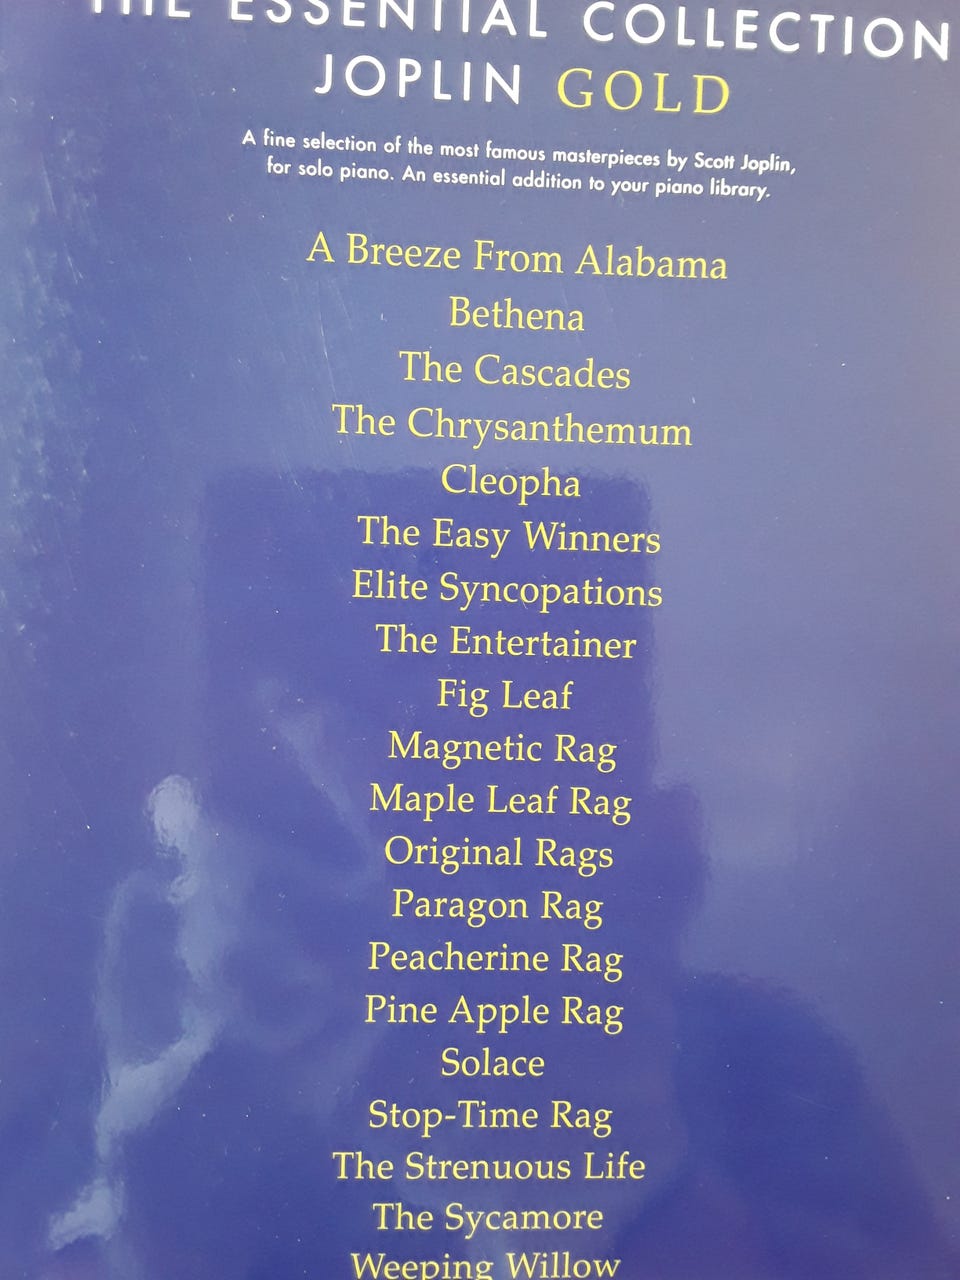 THE ESSENTIAL COLLECTION
JOPLIN GOLD
A fine selection of the most famous masterpieces by Scott Joplin,
for solo piano. An essential addition to your piano library.
A Breeze From Alabama
Bethena
The Cascades
The Chrysanthemum
Cleopha
The Easy Winners
Elite Syncopations
The Entertainer
Fig Leaf
Magnetic Rag
Maple Leaf Rag
Original Rags
Paragon Rag
Peacherine Rag
Pine Apple Rag
Solace
Stop-Time Rag
The Strenuous Life
The Sycamore
Weeping Willow